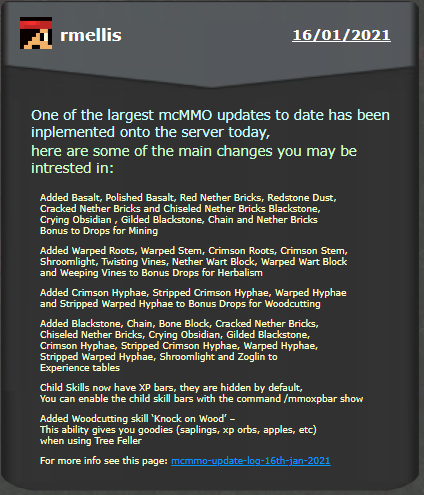 rmellis
16/01/2021
One of the largest mcMMO updates to date has been
inplemented onto the server today,
here are some of the main changes you may be
intrested in:
Added Basalt, Polished Basalt, Red Nether Bricks, Redstone Dust,
Cracked Nether Bricks and Chiseled Nether Bricks Blackstone,
Crying Obsidian , Gilded Blackstone, Chain and Nether Bricks
Bonus to Drops for Mining
Added Warped Roots, Warped Stem, Crimson Roots, Crimson Stem,
Shroomlight, Twisting Vines, Nether Wart Block, Warped Wart Block
and Weeping Vines to Bonus Drops for Herbalism
Added Crimson Hyphae, Stripped Crimson Hyphae, Warped Hyphae
and Stripped Warped Hyphae to Bonus Drops for Woodcutting
Added Blackstone, Chain, Bone Block, Cracked Nether Bricks,
Chiseled Nether Bricks, Crying Obsidian, Gilded Blackstone,
Crimson Hyphae, Stripped Crimson Hyphae, Warped Hyphae,
Stripped Warped Hyphae, Shroomlight and Zoglin to
Experience tables
Child Skills now have XP bars, they are hidden by default,
You can enable the child skill bars with the command /mmoxpbar show
Added Woodcutting skill ‘Knock on Wood’ –
This ability gives you goodies (saplings, xp orbs, apples, etc)
when using Tree Feller
For more info see this page: mcmmo-update-log-16th-jan-2021